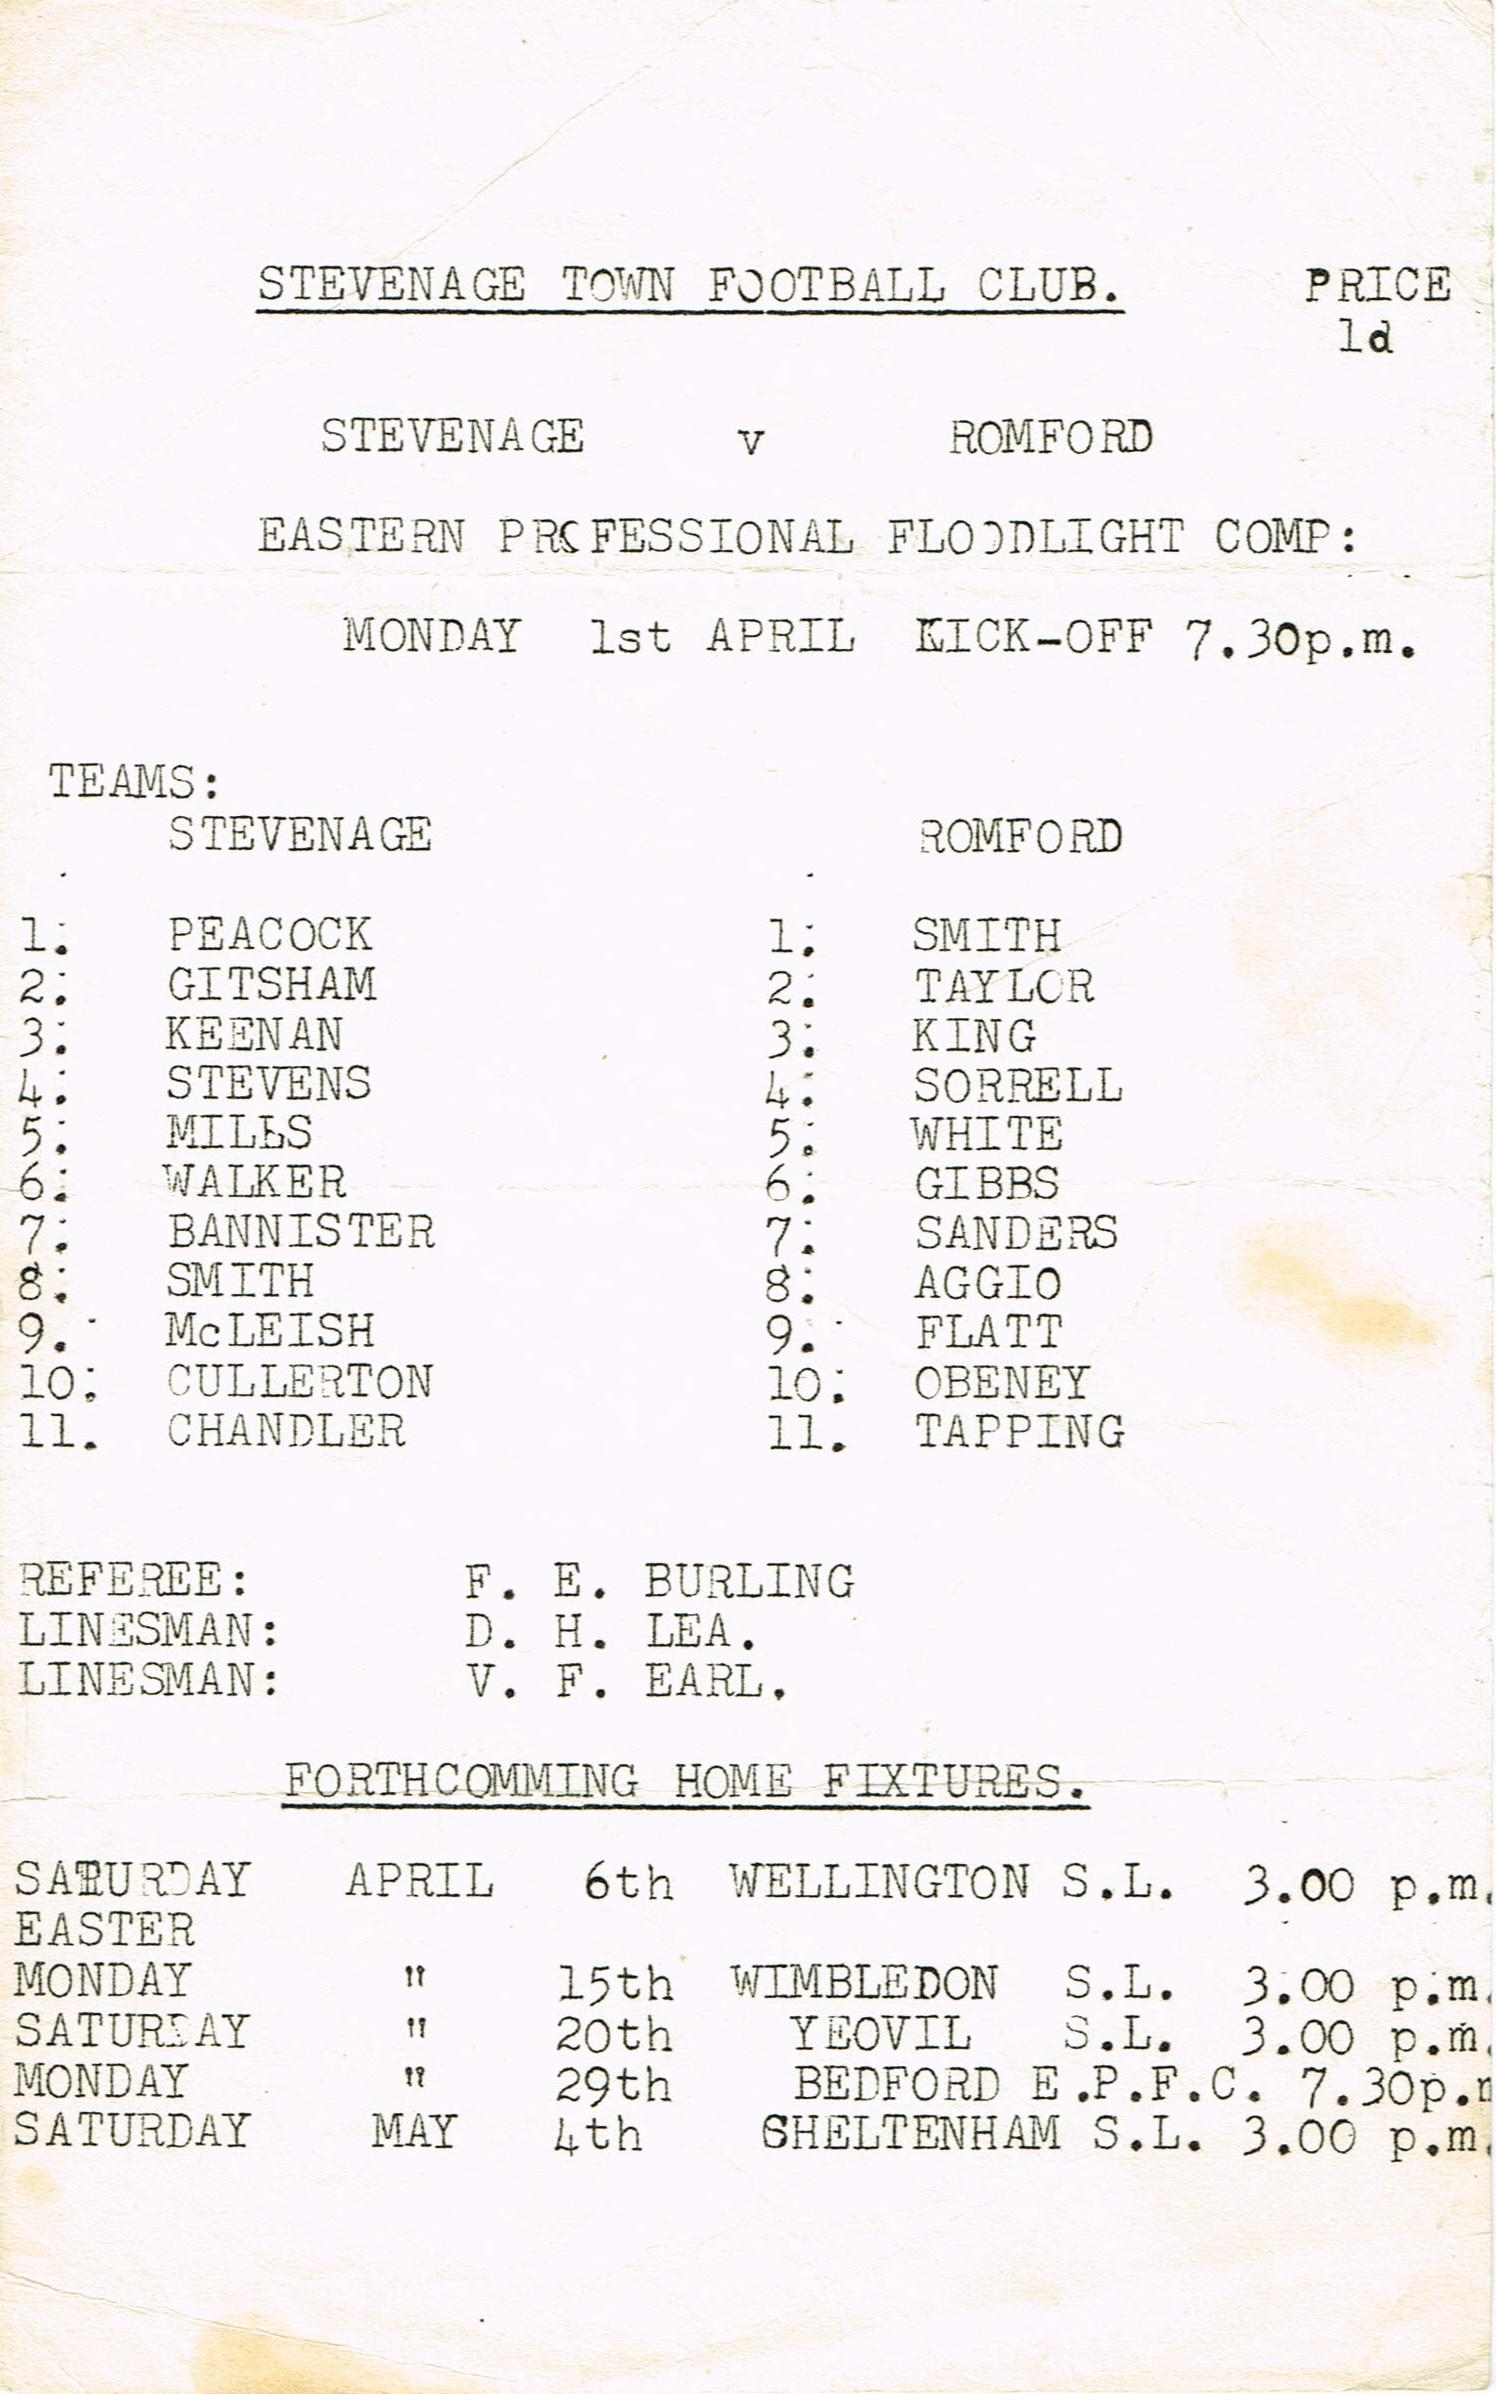 STEVENAGE TOWN FOOTBALL CLUB. PRICE
1d
STEVENAGE v ROMFORD
EASTERN PROFESSIONAL FLOODLIGHT COMP:
MONDAY 1st APRIL KICK-OFF 7.30p.m.
TEAMS:
STEVENAGE ROMFORD
1. PEACOCK 1. SMITH
2. GITSHAM 2. TAYLOR
3. KEENAN 3. KING
4. STEVENS 4. SORRELL
5. MILLS 5. WHITE
6. WALKER 6. GIBBS
7. BANNISTER 7. SANDERS
8. SMITH 8. AGGIO
9. McLEISH 9. FLATT
10. CULLERTON 10. OBENEY
11. CHANDLER 11. TAPPING
REFEREE: F. E. BURLING
LINESMAN: D. H. LEA.
LINESMAN: V. F. EARL.
FORTHCOMMING HOME FIXTURES.
SATURDAY APRIL 6th WELLINGTON S.L. 3.00 p.m.
EASTER
MONDAY " 15th WIMBLEDON S.L. 3.00 p.m.
SATURDAY " 20th YEOVIL S.L. 3.00 p.m.
MONDAY " 29th BEDFORD E.P.F.C. 7.30p.m
SATURDAY MAY 4th CHELTENHAM S.L. 3.00 p.m.